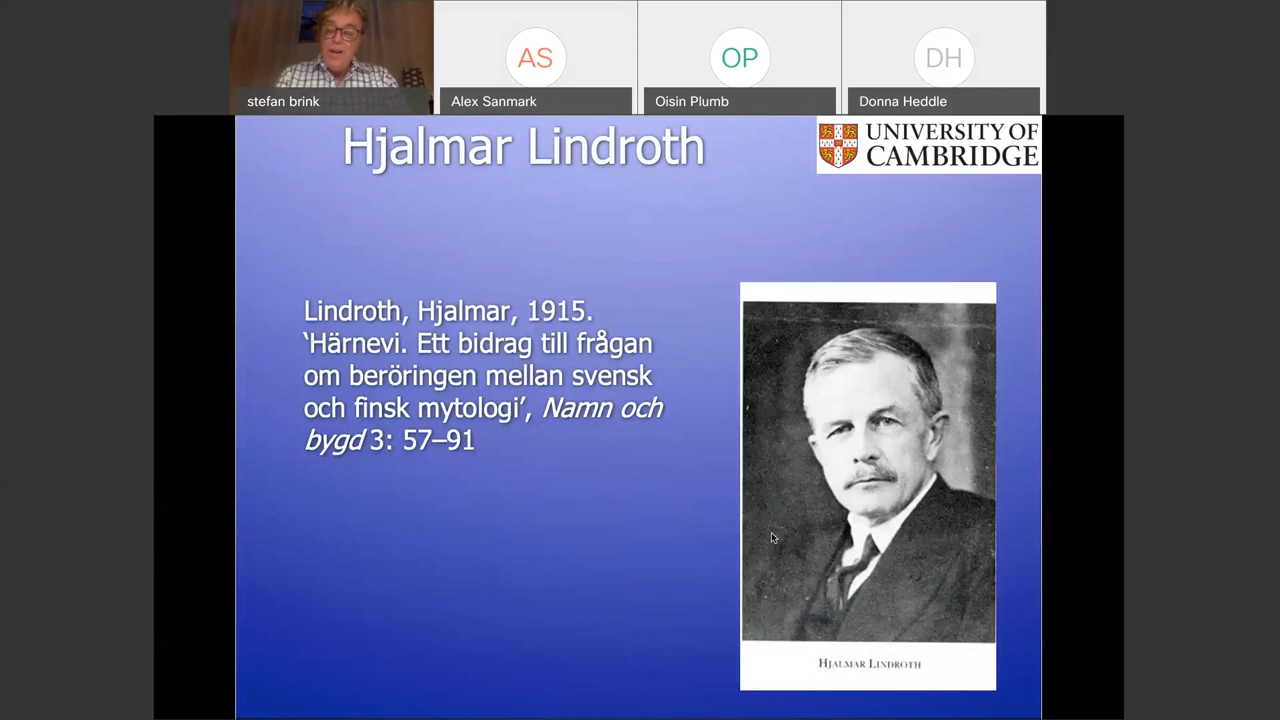 AS
OP
DH
stefan brink
Alex Sanmark
Oisin Plumb
Donna Heddle
Hjalmar Lindroth
UNIVERSITY OF
CAMBRIDGE
Lindroth, Hjalmar, 1915.
‘Härnevi. Ett bidrag till frågan
om beröringen mellan svensk
och finsk mytologi’, Namn och
bygd 3: 57–91
HJALMAR LINDROTH